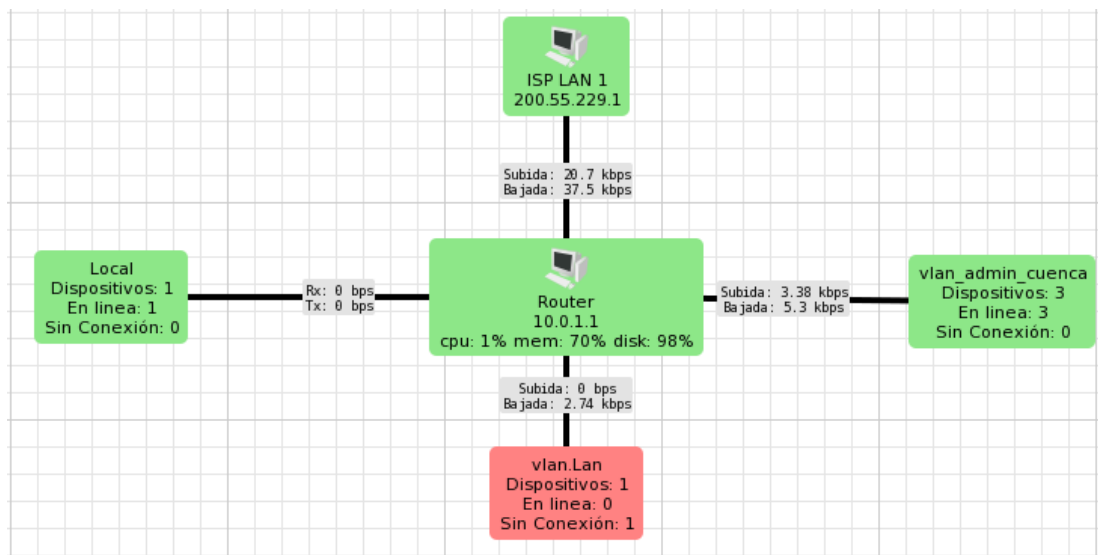 ISP LAN 1
200.55.229.1
Subida: 20.7 kbps
Bajada: 37.5 kbps
Local
Dispositivos: 1
En linea: 1
Sin Conexión: 0
Rx: 0 bps
Tx: 0 bps
Router
10.0.1.1
cpu: 1% mem: 70% disk: 98%
Subida: 3.38 kbps
Bajada: 5.3 kbps
vlan_admin_cuenca
Dispositivos: 3
En linea: 3
Sin Conexión: 0
Subida: 0 bps
Bajada: 2.74 kbps
vlan.Lan
Dispositivos: 1
En linea: 0
Sin Conexión: 1